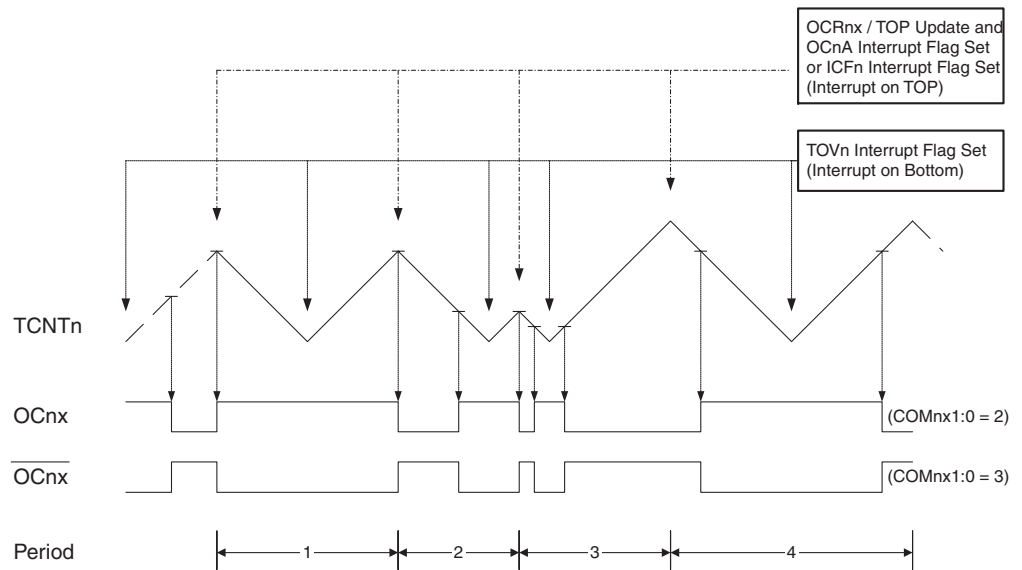 OCRnx / TOP Update and
OCnA Interrupt Flag Set
or ICFn Interrupt Flag Set
(Interrupt on TOP)
TOVn Interrupt Flag Set
(Interrupt on Bottom)
TCNTn
OCnx
(COMnx1:0 = 2)
OCnx
(COMnx1:0 = 3)
Period
1
2
3
4